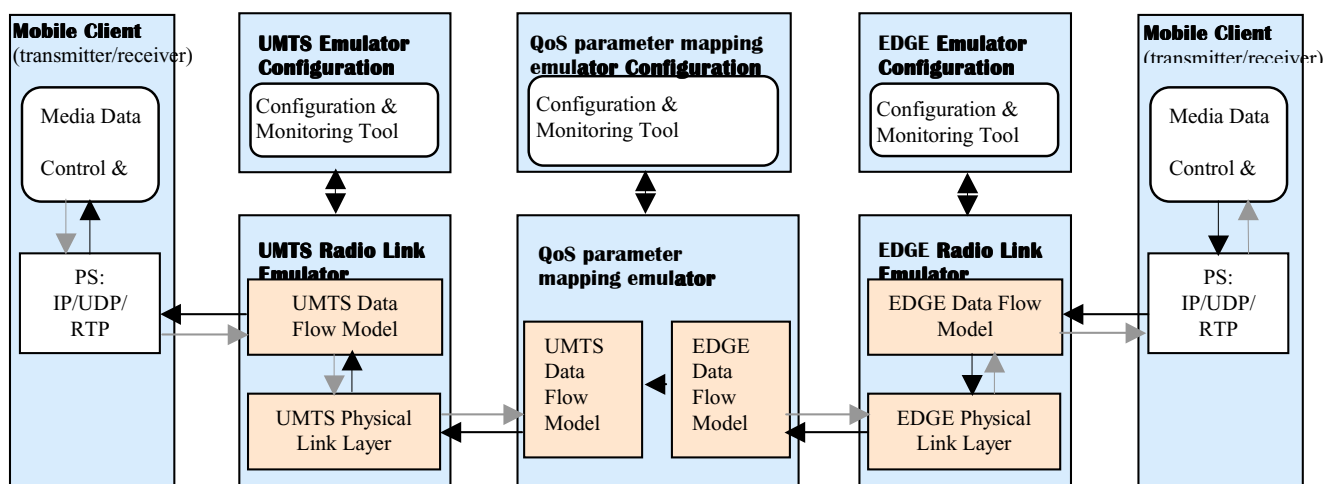 Mobile Client
(transmitter/receiver)
Media Data
Control &
PS:
IP/UDP/
RTP
UMTS Emulator
Configuration
Configuration &
Monitoring Tool
UMTS Radio Link
Emulator
UMTS Data
Flow Model
UMTS Physical
Link Layer
QoS parameter mapping
emulator Configuration
Configuration &
Monitoring Tool
QoS parameter
mapping emulator
UMTS
Data
Flow
Model
EDGE
Data
Flow
Model
EDGE Emulator
Configuration
Configuration &
Monitoring Tool
EDGE Radio Link
Emulator
EDGE Data Flow
Model
EDGE Physical
Link Layer
Mobile Client
(transmitter/receiver)
Media Data
Control &
PS:
IP/UDP/
RTP